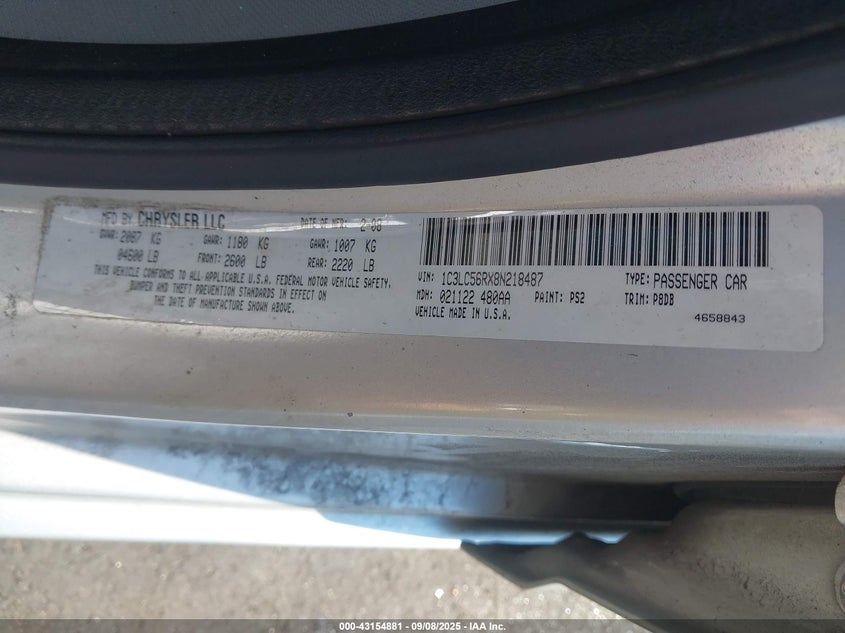 MFD BY CHRYSLER LLC DATE OF MFD: 2-08
GVWR: 2087 KG GAWR: 1180 KG GAWR: 1007 KG
04600 LB FRONT: 2600 LB REAR: 2220 LB
THIS VEHICLE CONFORMS TO ALL APPLICABLE U.S.A. FEDERAL MOTOR VEHICLE SAFETY,
BUMPER AND THEFT PREVENTION STANDARDS IN EFFECT ON
THE DATE OF MANUFACTURE SHOWN ABOVE.
VIN: 1C3LC56RX8N218487 TYPE: PASSENGER CAR
MDH: 021122 480AA PAINT: PS2 TRIM: P8DB
VEHICLE MADE IN U.S.A. 4658843
000-43154881 - 09/08/2025 - IAAI.COM